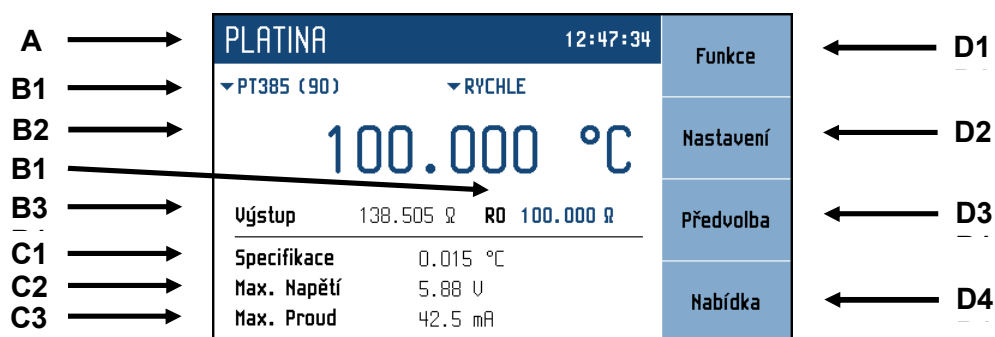 A PLATINA 12:47:34 Funkce D1
B1 PT385 (90) RYCHLE
B2 100.000 °C Nastavení D2
B1
B3 Výstup 138.505 Ω R0 100.000 Ω Předvolba D3
C1 Specifikace 0.015 °C
C2 Max. Napětí 5.88 V Nabídka D4
C3 Max. Proud 42.5 mA